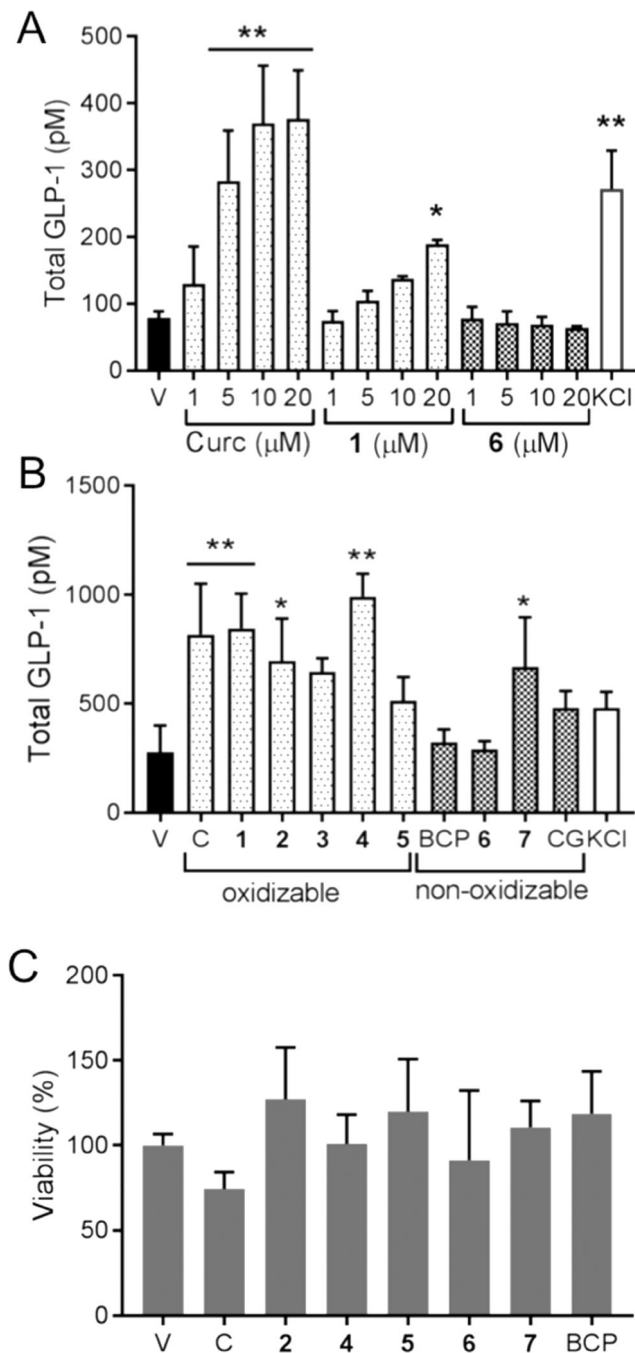 A
Total GLP-1 (pM)
500
400
300
200
100
0
**
*
**
V 1 5 10 20 1 5 10 20 1 5 10 20 KCl
Curc (μM) 1 (μM) 6 (μM)
B
Total GLP-1 (pM)
1500
1000
500
0
**
*
**
*
V C 1 2 3 4 5 BCP 6 7 CG KCl
oxidizable non-oxidizable
C
Viability (%)
200
150
100
50
0
V C 2 4 5 6 7 BCP